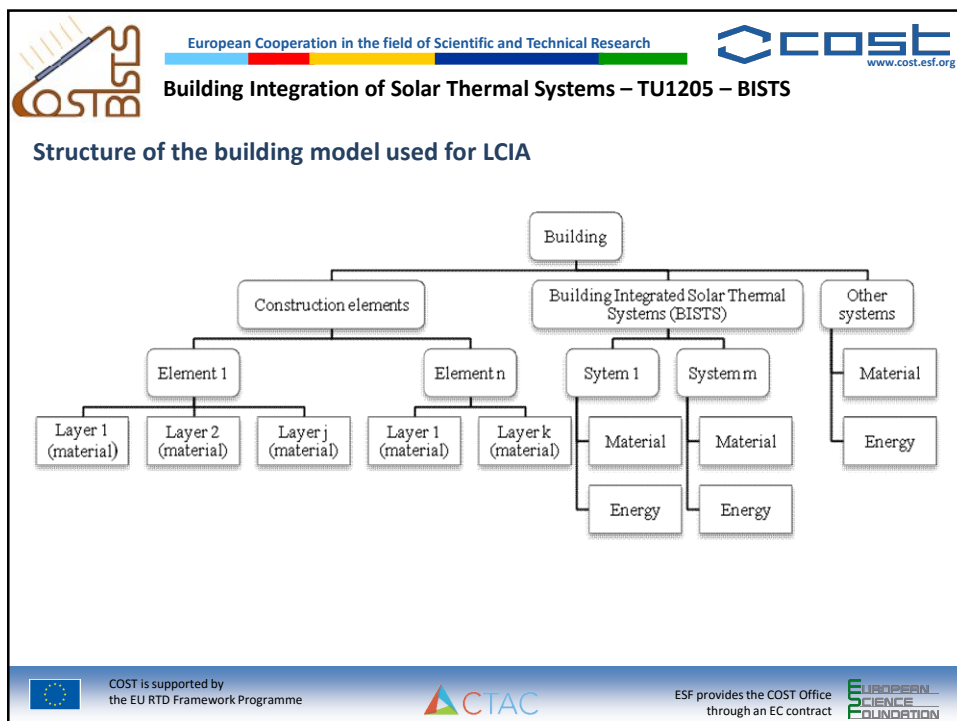 European Cooperation in the field of Scientific and Technical Research
cost
www.cost.esf.org
COST BISTS
Building Integration of Solar Thermal Systems – TU1205 – BISTS
Structure of the building model used for LCIA
Building
Construction elements
Building Integrated Solar Thermal
Systems (BISTS)
Other
systems
Element 1
Element n
Sytem 1
System m
Material
Layer 1
(material)
Layer 2
(material)
Layer j
(material)
Layer 1
(material)
Layer k
(material)
Material
Material
Energy
Energy
Energy
COST is supported by
the EU RTD Framework Programme
ACTAC
ESF provides the COST Office
through an EC contract
EUROPEAN
SCIENCE
FOUNDATION